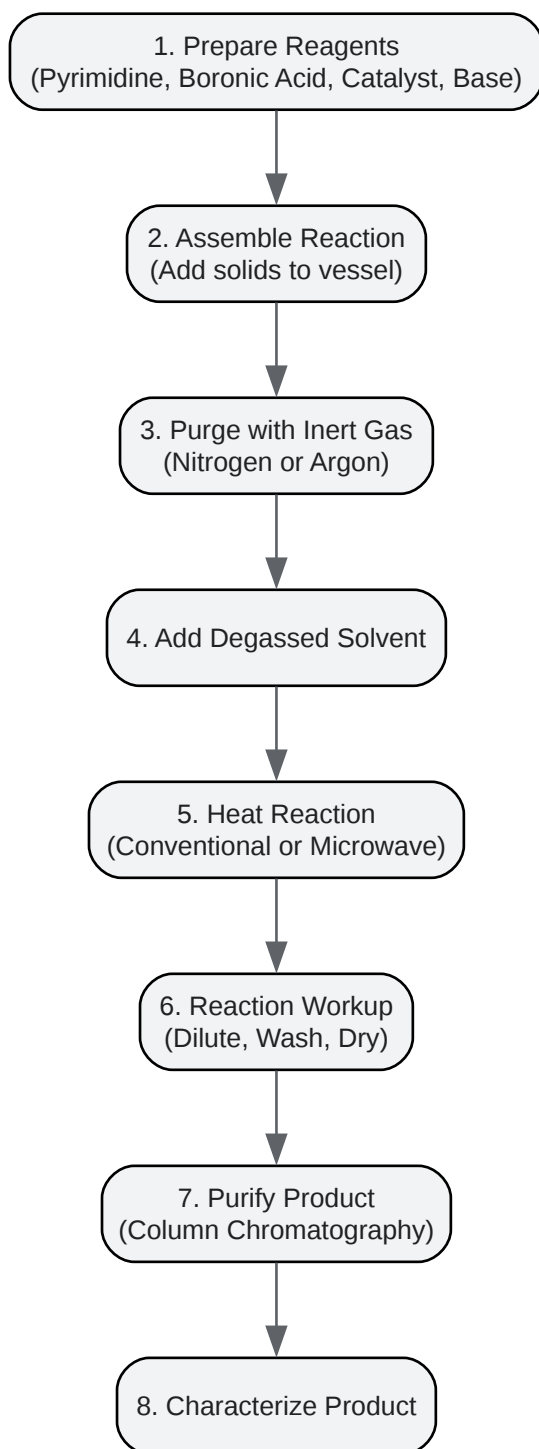 1. Prepare Reagents
(Pyrimidine, Boronic Acid, Catalyst, Base)
2. Assemble Reaction
(Add solids to vessel)
3. Purge with Inert Gas
(Nitrogen or Argon)
4. Add Degassed Solvent
5. Heat Reaction
(Conventional or Microwave)
6. Reaction Workup
(Dilute, Wash, Dry)
7. Purify Product
(Column Chromatography)
8. Characterize Product